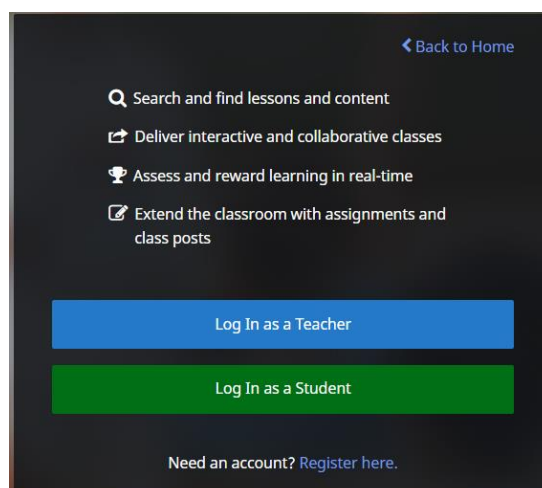 Back to Home
Search and find lessons and content
Deliver interactive and collaborative classes
Assess and reward learning in real-time
Extend the classroom with assignments and
class posts
Log In as a Teacher
Log In as a Student
Need an account? Register here.